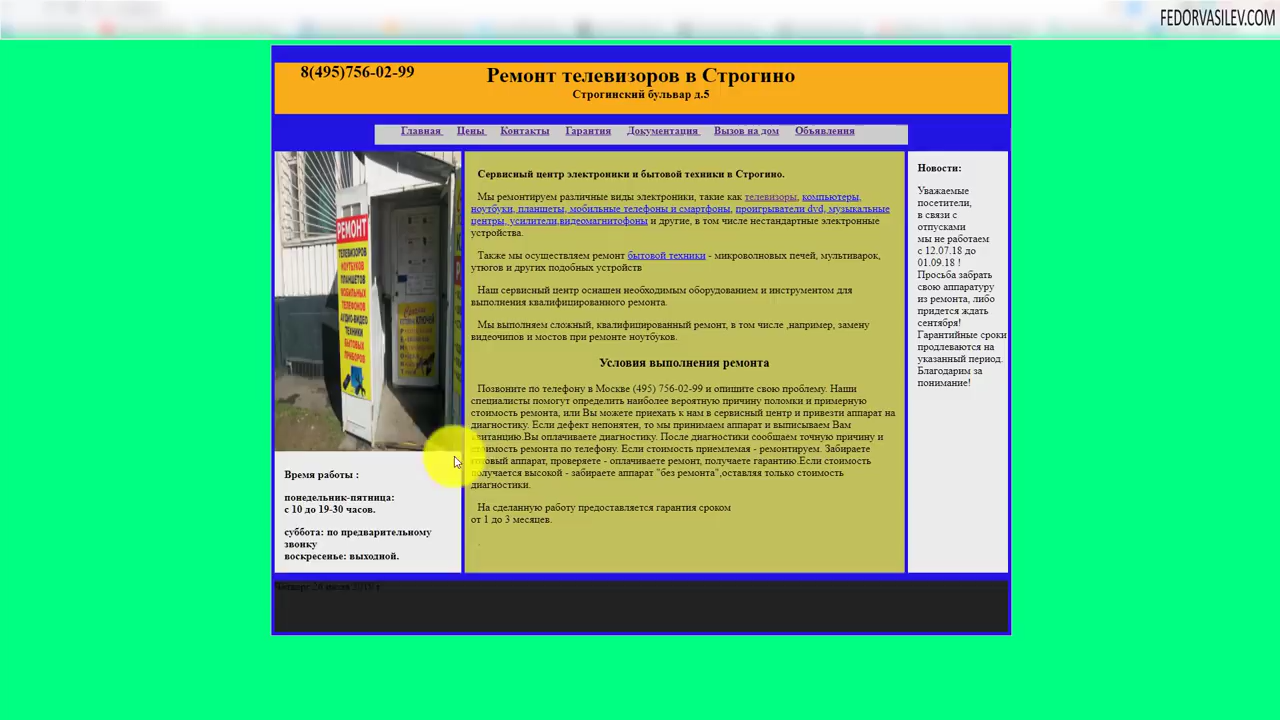 FEDORVASILEV.COM
8(495)756-02-99
Ремонт телевизоров в Строгино
Строгинский бульвар д.5
Главная Цены Контакты Гарантия Документация Вызов на дом Объявления
РЕМОНТ
ТЕЛЕВИЗОРОВ
НОУТБУКОВ
ПЛАНШЕТОВ
МОБИЛЬНЫХ
ТЕЛЕФОНОВ
АУДИО-ВИДЕО
ТЕХНИКИ
БЫТОВЫХ
ПРИБОРОВ
Время работы :
понедельник-пятница:
с 10 до 19-30 часов.
суббота: по предварительному
звонку
воскресенье: выходной.
Сервисный центр электроники и бытовой техники в Строгино.
Мы ремонтируем различные виды электроники, такие как телевизоры, компьютеры,
ноутбуки, планшеты, мобильные телефоны и смартфоны, проигрыватели dvd, музыкальные
центры, усилители,видеомагнитофоны и другие, в том числе нестандартные электронные
устройства.
Также мы осуществляем ремонт бытовой техники - микроволновых печей, мультиварок,
утюгов и других подобных устройств
Наш сервисный центр оснащен необходимым оборудованием и инструментом для
выполнения квалифицированного ремонта.
Мы выполняем сложный, квалифицированный ремонт, в том числе ,например, замену
видеочипов и мостов при ремонте ноутбуков.
Условия выполнения ремонта
Позвоните по телефону в Москве (495) 756-02-99 и опишите свою проблему. Наши
специалисты помогут определить наиболее вероятную причину поломки и примерную
стоимость ремонта, или Вы можете приехать к нам в сервисный центр и привезти аппарат на
диагностику. Если дефект непонятен, то мы принимаем аппарат и выписываем Вам
квитанцию.Вы оплачиваете диагностику. После диагностики сообщаем точную причину и
стоимость ремонта по телефону. Если стоимость приемлемая - ремонтируем. Забираете
готовый аппарат, проверяете - оплачиваете ремонт, получаете гарантию.Если стоимость
получается высокой - забираете аппарат "без ремонта",оставляя только стоимость
диагностики.
На сделанную работу предоставляется гарантия сроком
от 1 до 3 месяцев.
Новости:
Уважаемые
посетители,
в связи с
отпусками
мы не работаем
с 12.07.18 до
01.09.18 !
Просьба забрать
свою аппаратуру
из ремонта, либо
придется ждать
сентября!
Гарантийные сроки
продлеваются на
указанный период.
Благодарим за
понимание!